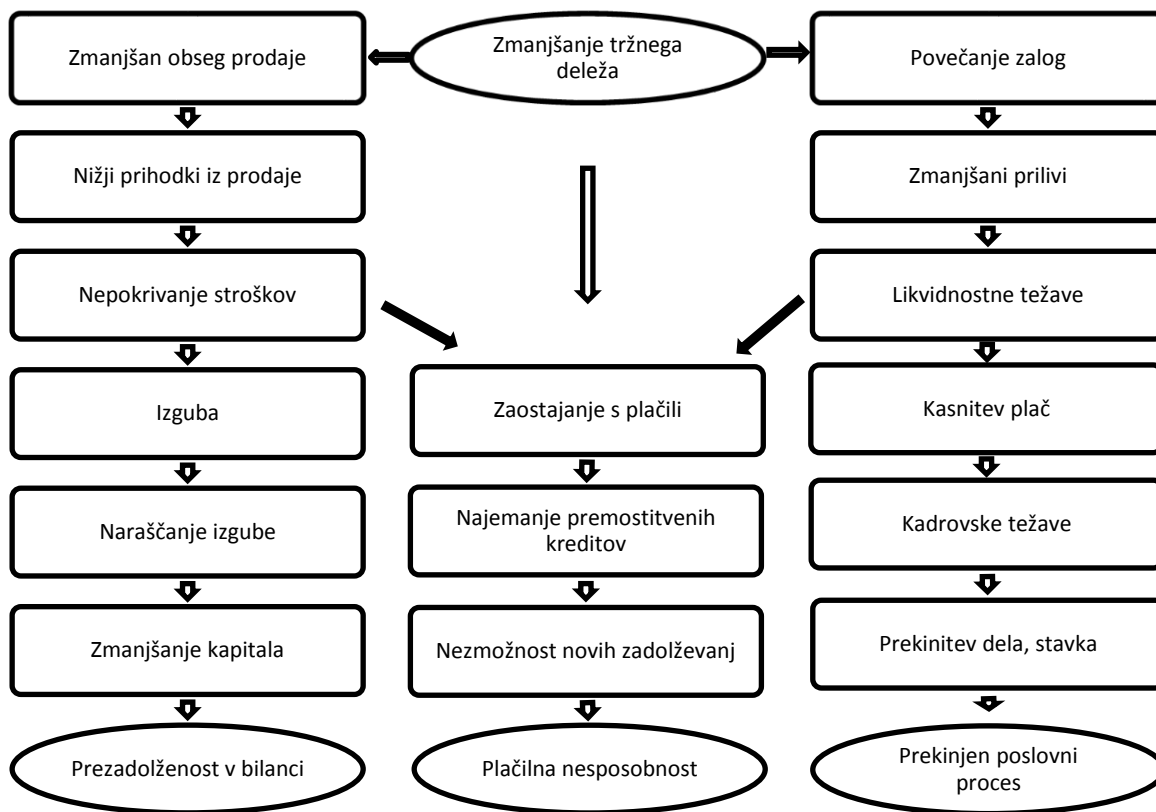 Zmanjšan obseg prodaje
Zmanjšanje tržnega
deleža
Povečanje zalog
Nižji prihodki iz prodaje
Zmanjšani prilivi
Nepokrivanje stroškov
Likvidnostne težave
Izguba
Zaostajanje s plačili
Kasnitev plač
Naraščanje izgube
Najemanje premostitvenih
kreditov
Kadrovske težave
Zmanjšanje kapitala
Nezmožnost novih zadolževanj
Prekinitev dela, stavka
Prezadolženost v bilanci
Plačilna nesposobnost
Prekinjen poslovni
proces